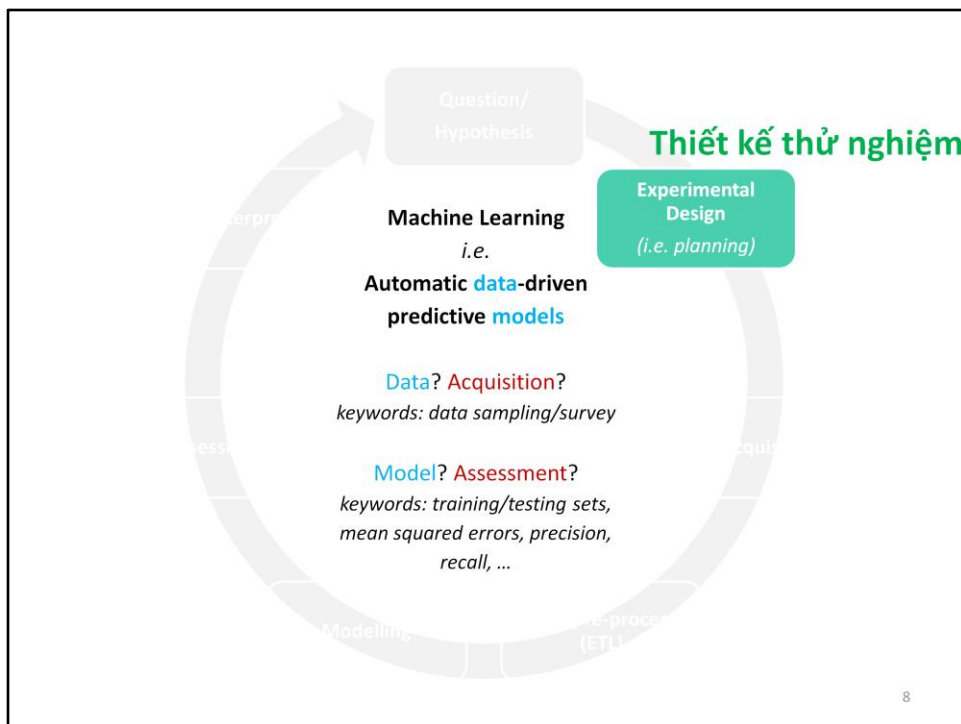 Question/
Hypothesis
Thiết kế thử nghiệm
Experimental
Design
(i.e. planning)
Machine Learning
i.e.
Automatic data-driven
predictive models
Data? Acquisition?
keywords: data sampling/survey
Model? Assessment?
keywords: training/testing sets,
mean squared errors, precision,
recall, ...
Modelling
(ETL)
8